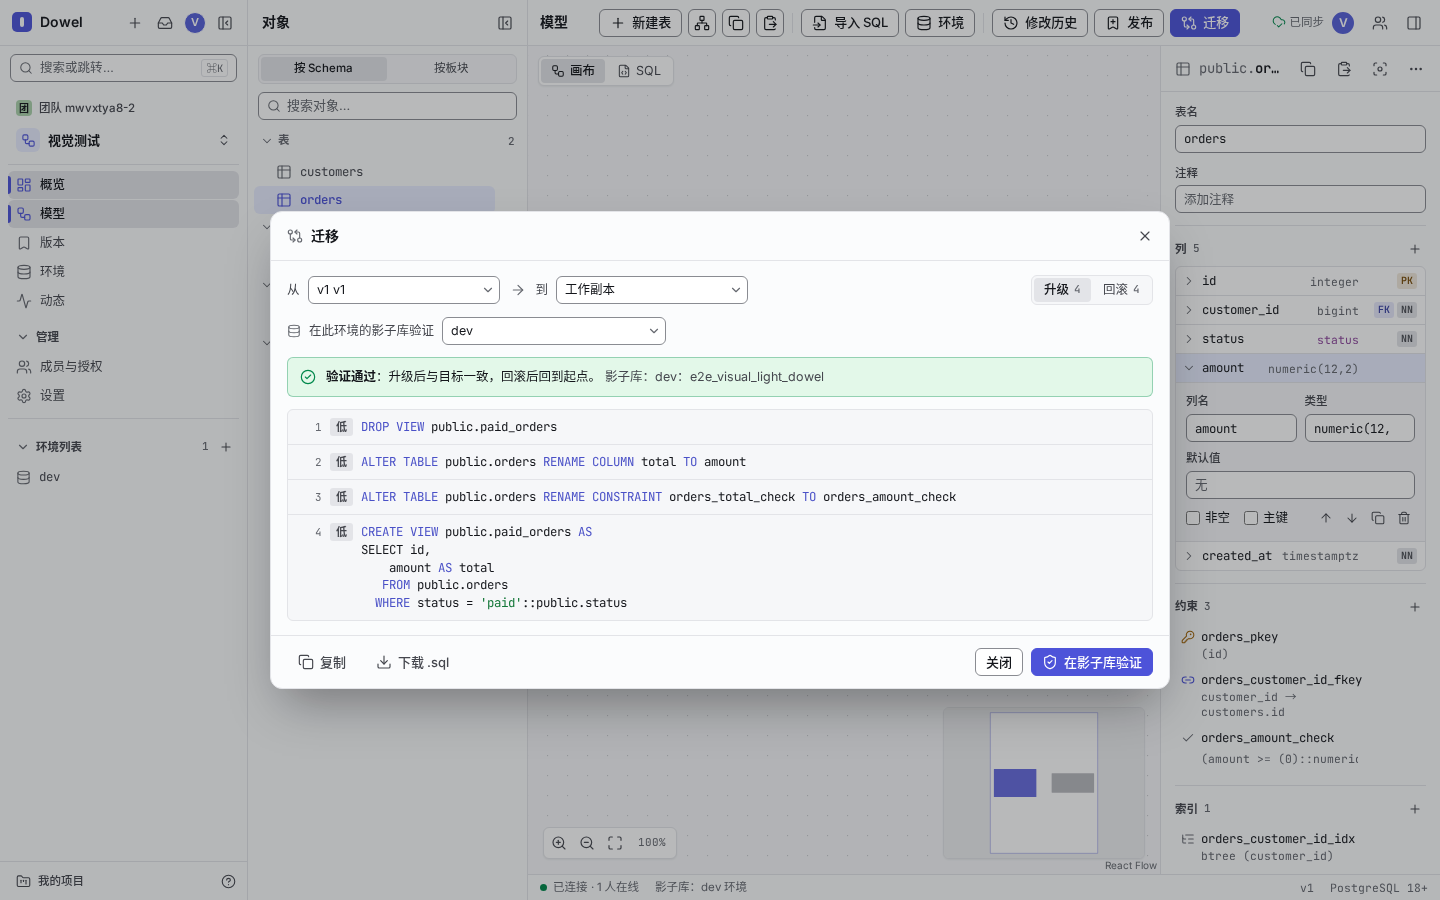 Dowel
V
搜索或跳转...
⌘K
团 团队 mwvxtya8-2
视觉测试
概览
模型
版本
环境
动态
管理
成员与授权
设置
环境列表 1
dev
我的项目
对象
按 Schema 按板块
搜索对象...
表 2
customers
orders
模型
新建表
导入 SQL
环境
修改历史
发布
迁移
已同步
V
画布 SQL
迁移
从 v1 v1 到 工作副本
升级 4 回滚 4
在此环境的影子库验证 dev
验证通过：升级后与目标一致，回滚后回到起点。 影子库：dev：e2e_visual_light_dowel
1 低 DROP VIEW public.paid_orders
2 低 ALTER TABLE public.orders RENAME COLUMN total TO amount
3 低 ALTER TABLE public.orders RENAME CONSTRAINT orders_total_check TO orders_amount_check
4 低 CREATE VIEW public.paid_orders AS
SELECT id,
amount AS total
FROM public.orders
WHERE status = 'paid'::public.status
复制 下载 .sql
关闭 在影子库验证
100%
React Flow
已连接 · 1 人在线 影子库：dev 环境
v1 PostgreSQL 18+
public.or…
表名
orders
注释
添加注释
列 5
id integer PK
customer_id bigint FK NN
status status NN
amount numeric(12,2)
列名 类型
amount numeric(12,
默认值
无
非空 主键
created_at timestamptz NN
约束 3
orders_pkey
(id)
orders_customer_id_fkey
customer_id →
customers.id
orders_amount_check
(amount >= (0)::numeric
索引 1
orders_customer_id_idx
btree (customer_id)